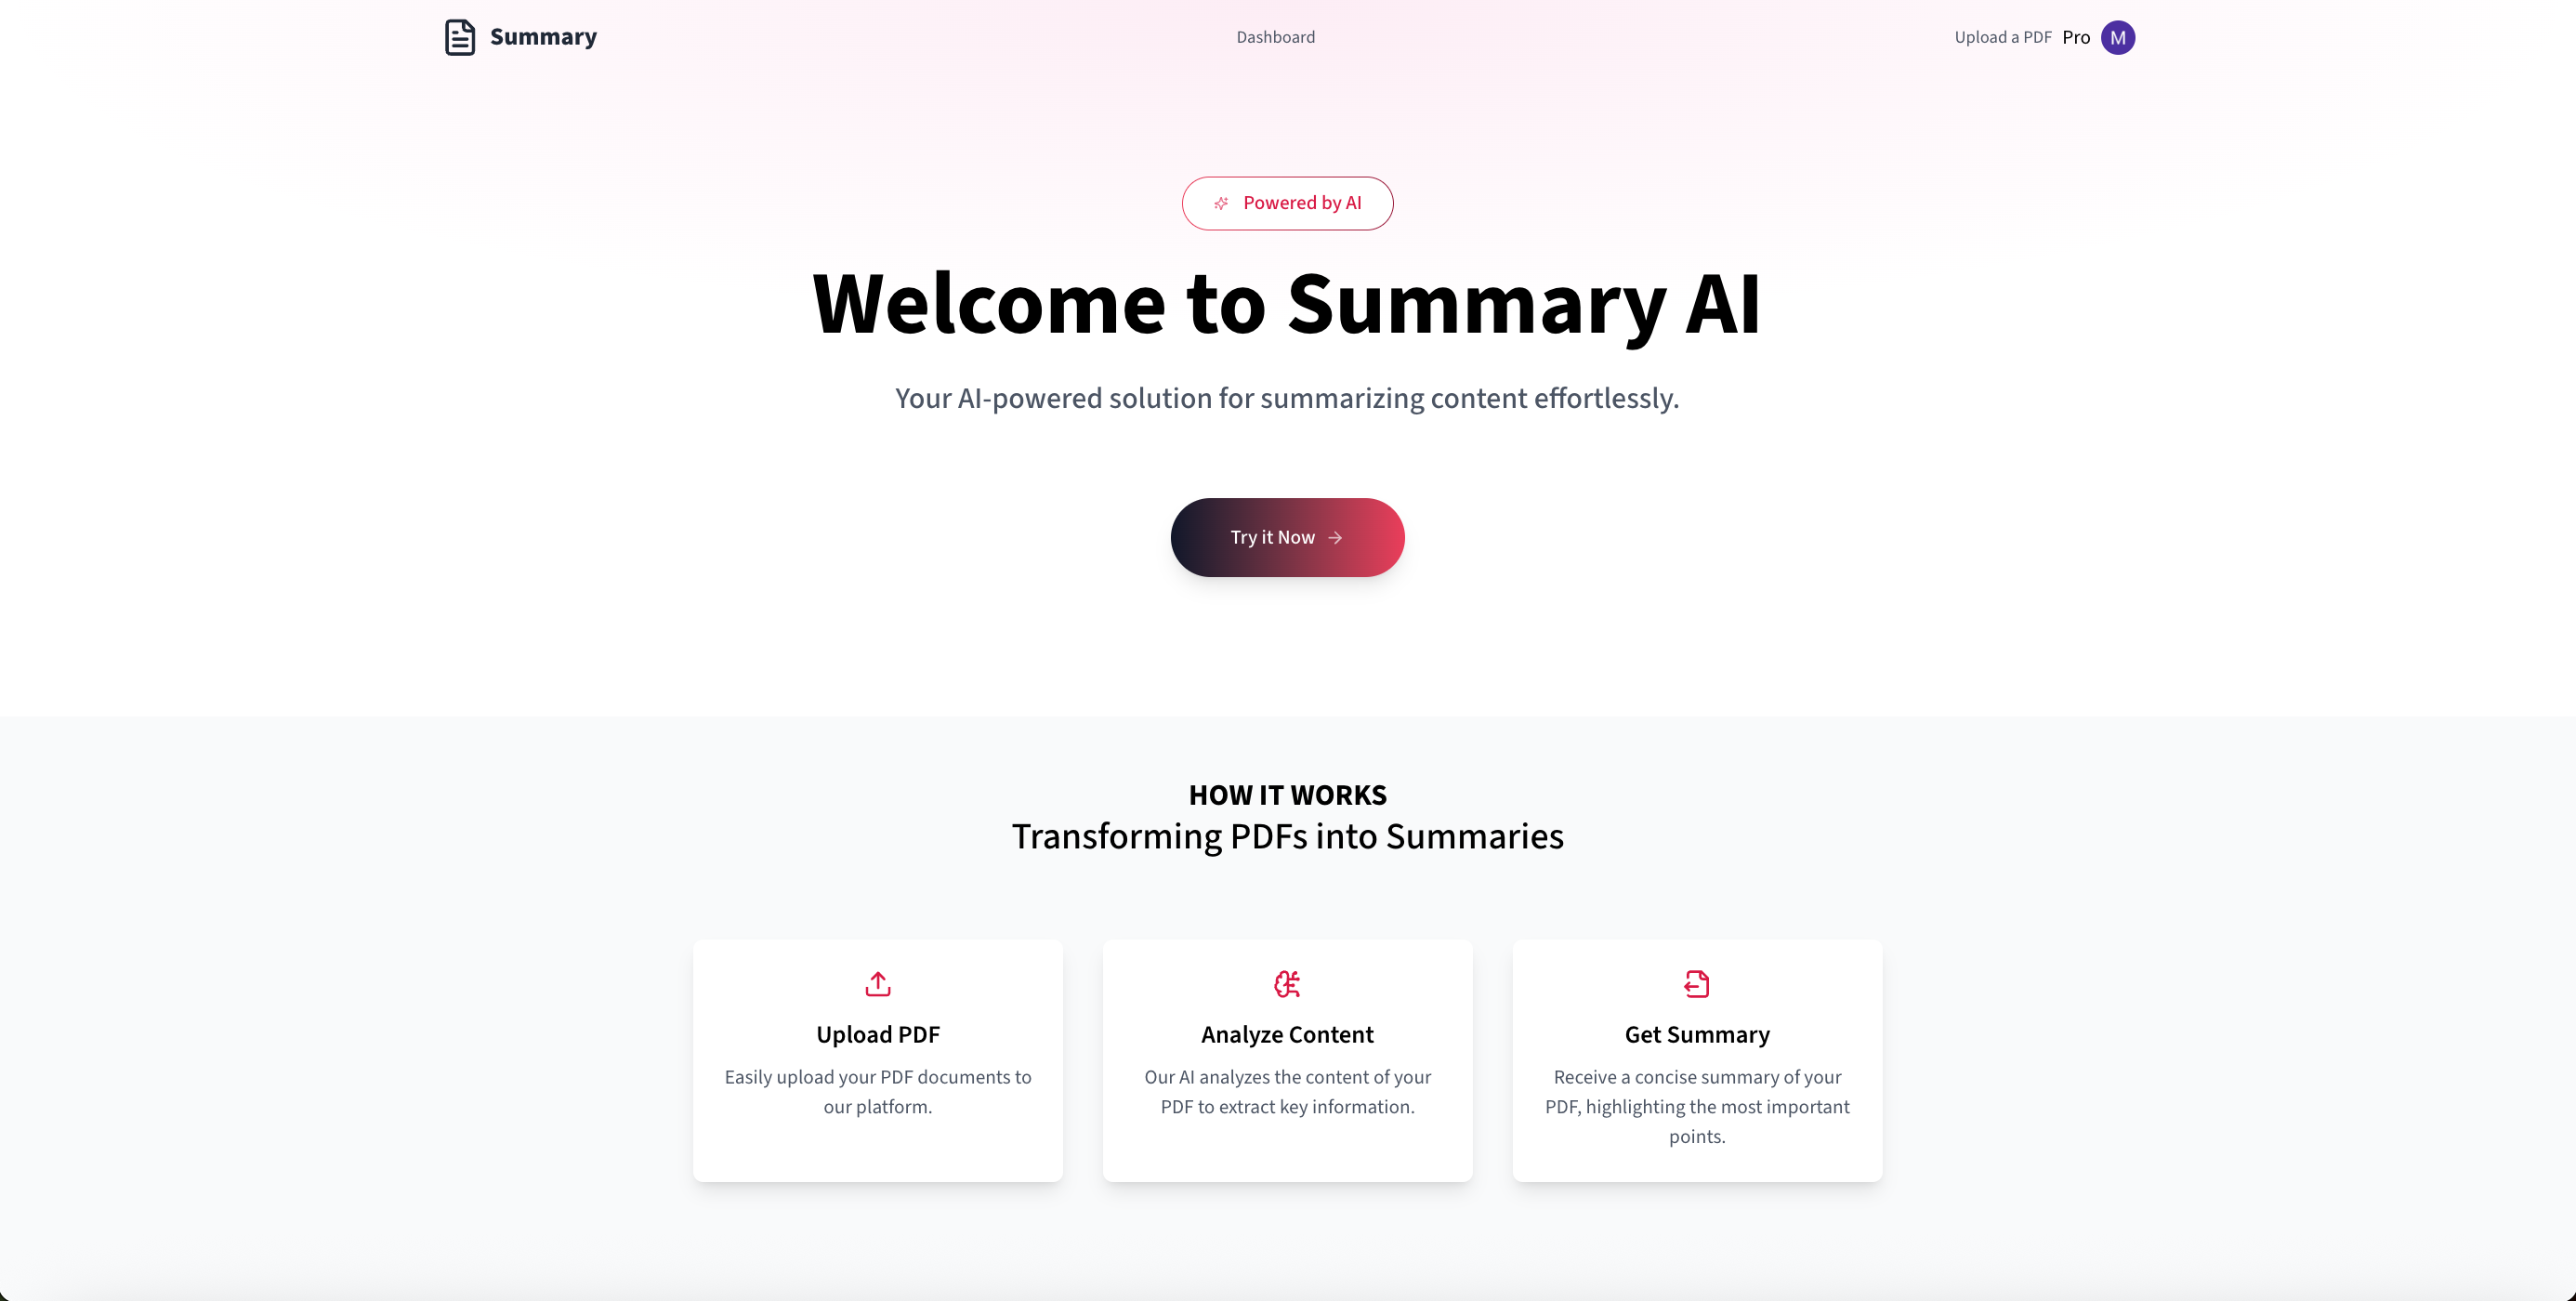 Summary
Dashboard
Upload a PDF Pro M
Powered by AI
Welcome to Summary AI
Your AI-powered solution for summarizing content effortlessly.
Try it Now
HOW IT WORKS
Transforming PDFs into Summaries
Upload PDF
Easily upload your PDF documents to
our platform.
Analyze Content
Our AI analyzes the content of your
PDF to extract key information.
Get Summary
Receive a concise summary of your
PDF, highlighting the most important
points.